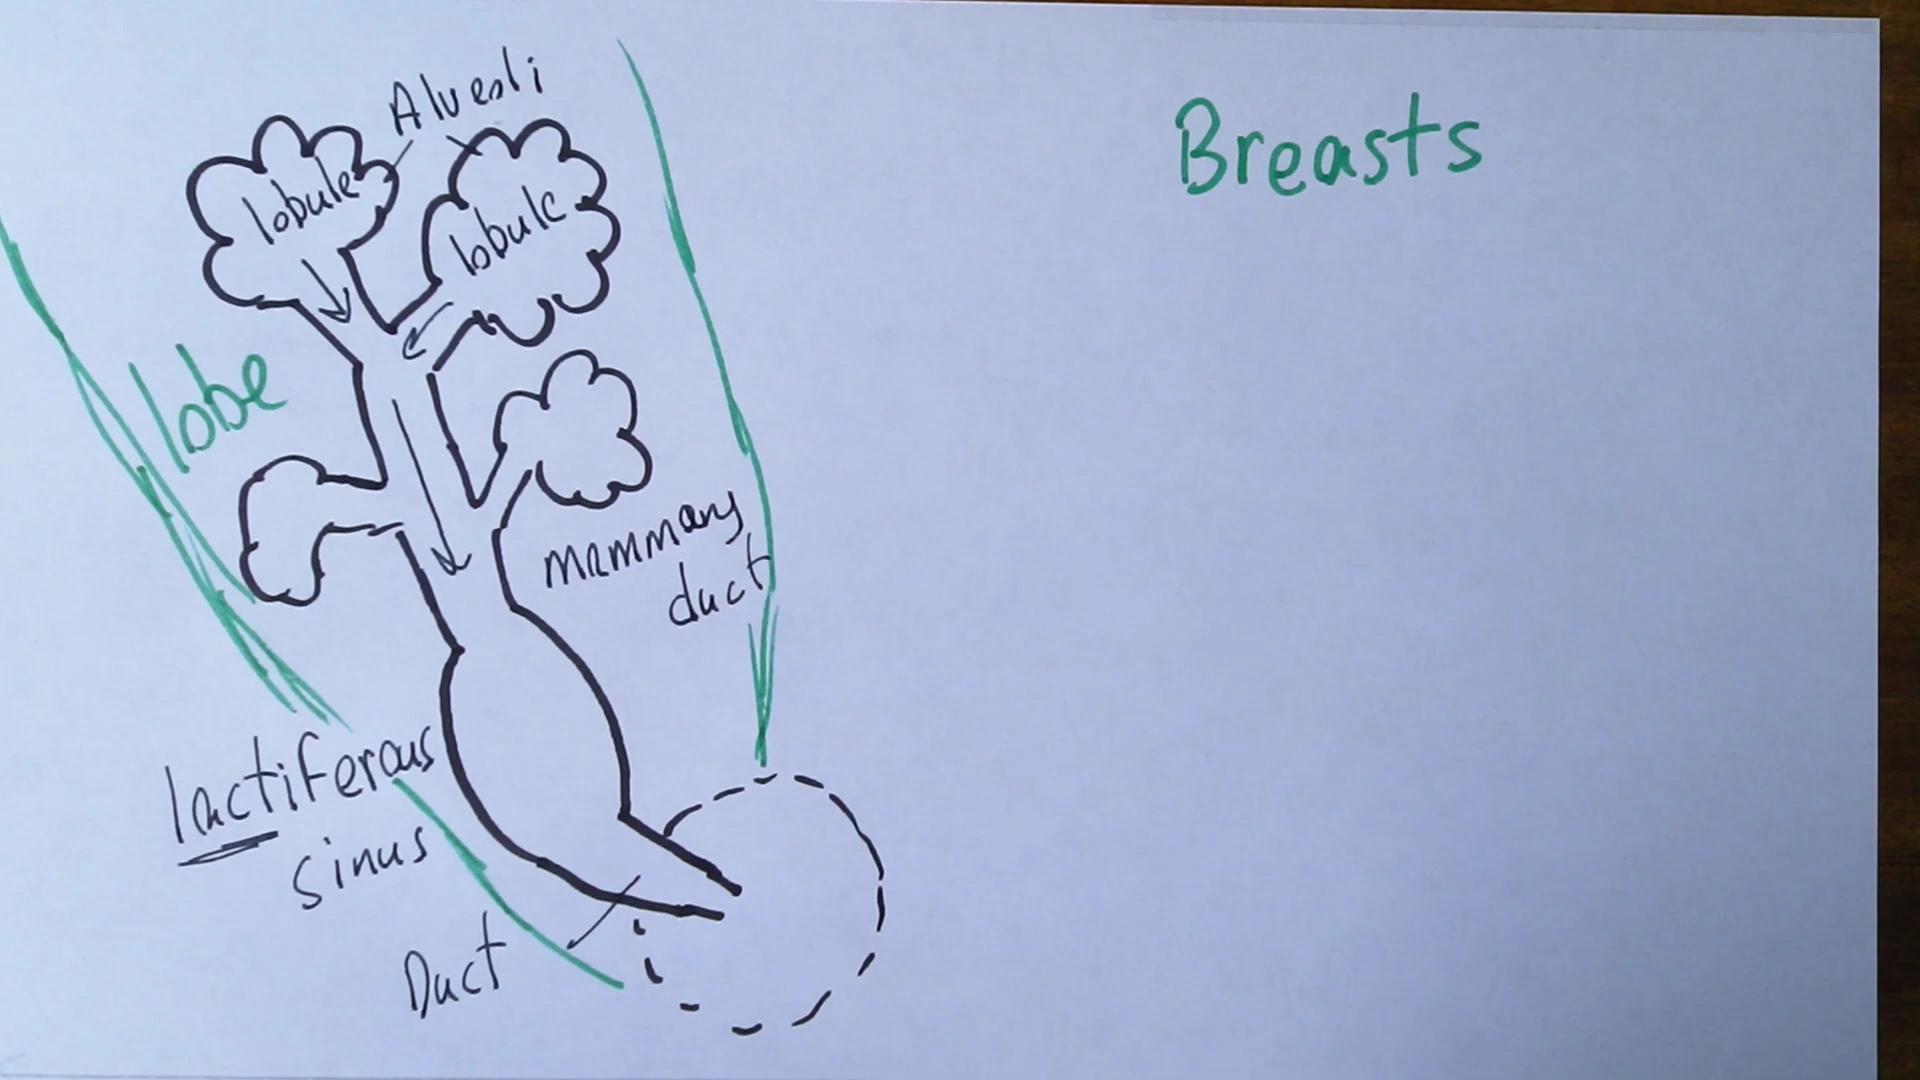 Alveoli
Breasts
lobule
lobule
lobe
mammary
duct
lactiferous
sinus
Duct